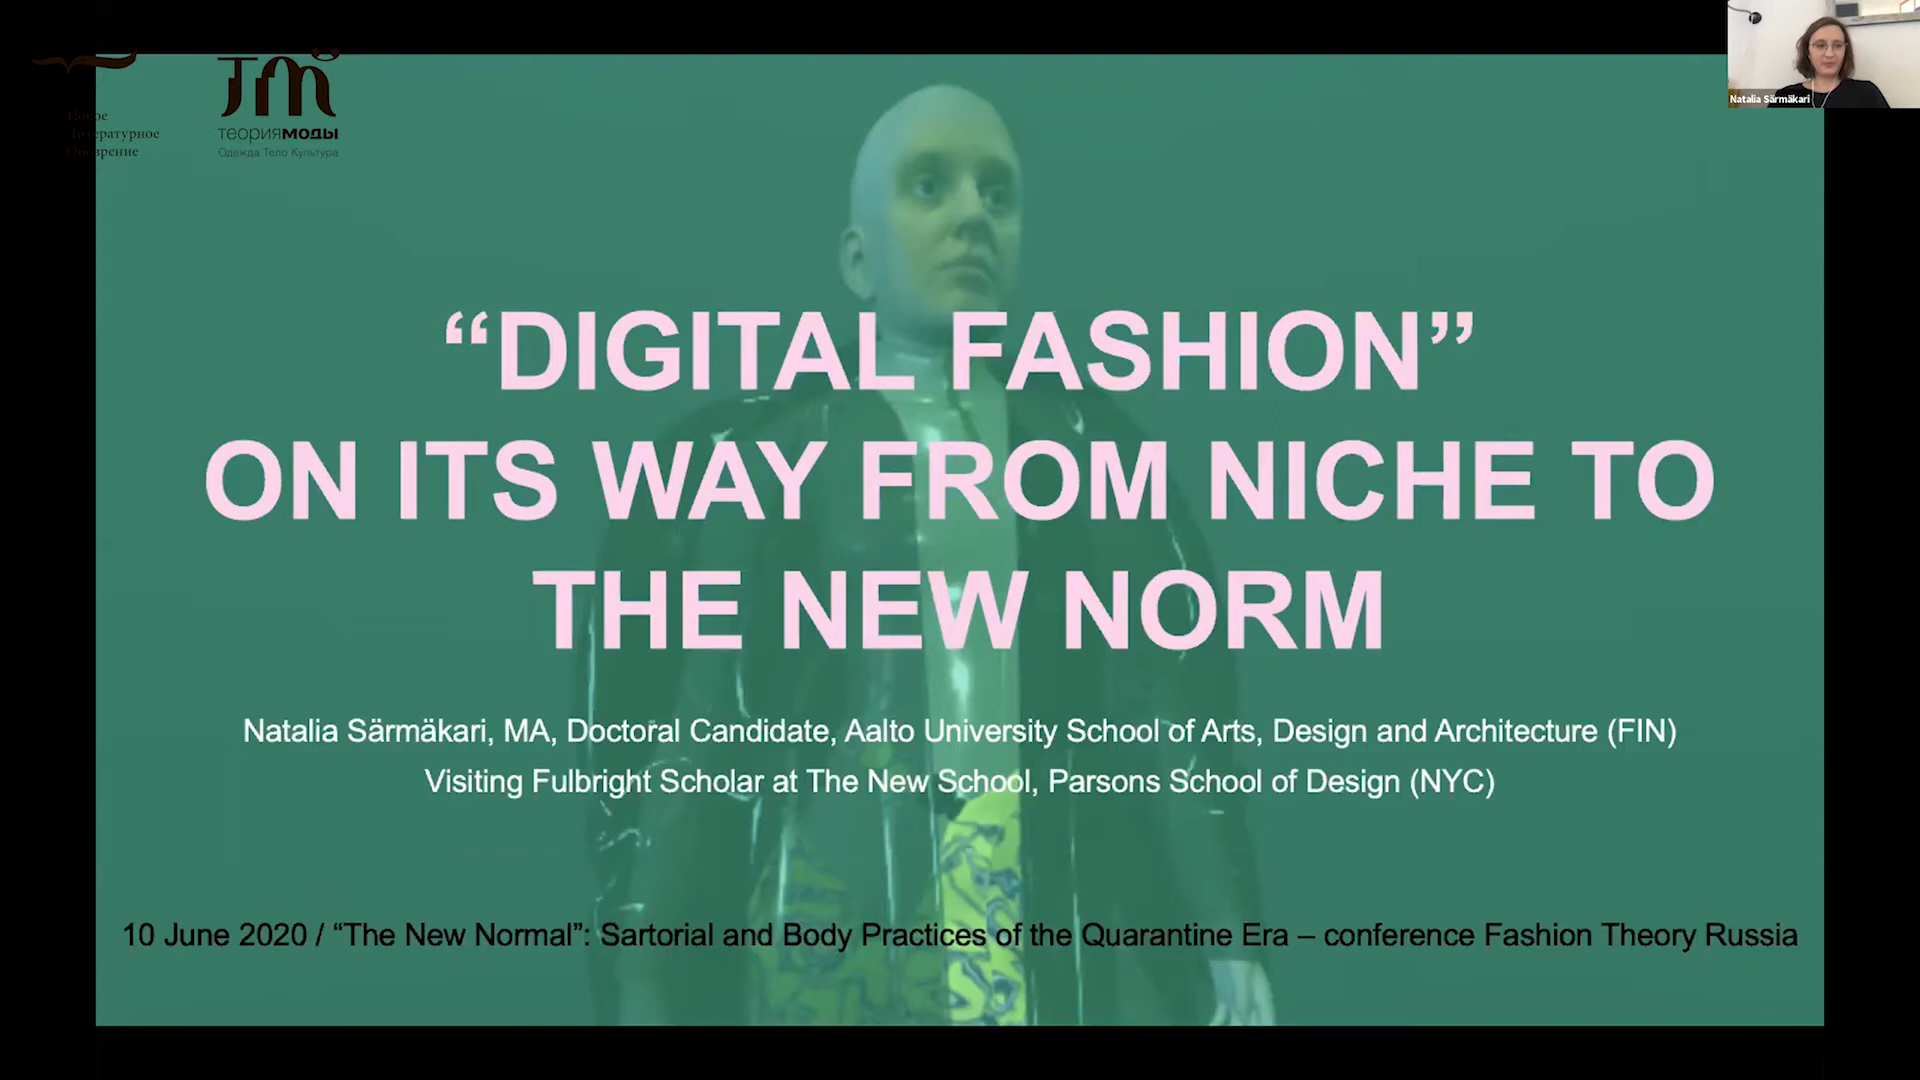 Новое
Литературное
Обозрение
теориямоды
Одежда Тело Культура
Natalia Särmäkari
“DIGITAL FASHION”
ON ITS WAY FROM NICHE TO
THE NEW NORM
Natalia Särmäkari, MA, Doctoral Candidate, Aalto University School of Arts, Design and Architecture (FIN)
Visiting Fulbright Scholar at The New School, Parsons School of Design (NYC)
10 June 2020 / “The New Normal”: Sartorial and Body Practices of the Quarantine Era – conference Fashion Theory Russia